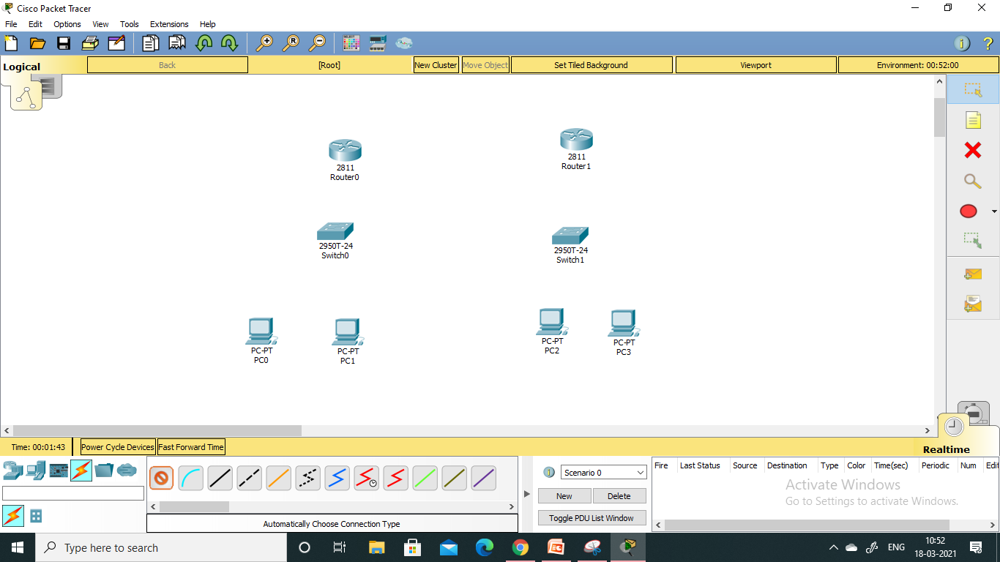 Cisco Packet Tracer
File Edit Options View Tools Extensions Help
SELECT
Logical
Back
[Root]
New Cluster
Move Object
Set Tiled Background
Viewport
Environment: 00:52:00
2811
Router0
2811
Router1
2950T-24
Switch0
2950T-24
Switch1
PC-PT
PC0
PC-PT
PC1
PC-PT
PC2
PC-PT
PC3
Time: 00:01:43
Power Cycle Devices
Fast Forward Time
Realtime
Automatically Choose Connection Type
Scenario 0
New
Delete
Toggle PDU List Window
Fire Last Status Source Destination Type Color Time(sec) Periodic Num Edit
Activate Windows
Go to Settings to activate Windows.
Type here to search
ENG
10:52
18-03-2021